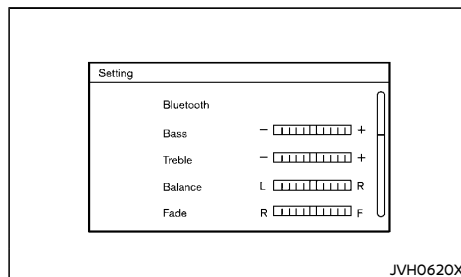 Setting
Bluetooth
Bass - +
Treble - +
Balance L R
Fade R F
JVH0620X